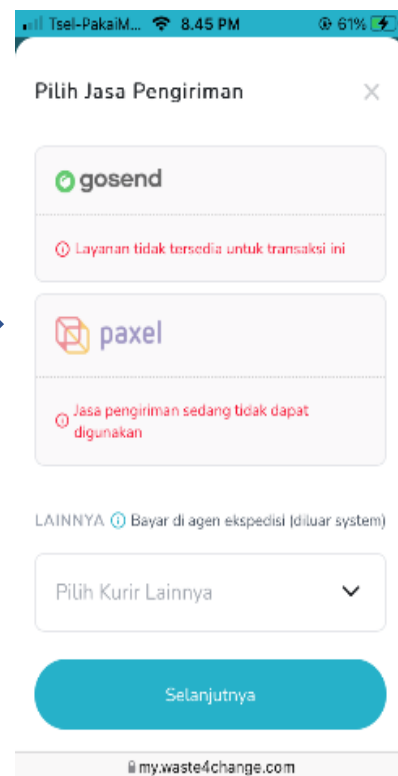 Tsel-PakaiM... 8.45 PM 61%
Pilih Jasa Pengiriman
gosend
Layanan tidak tersedia untuk transaksi ini
paxel
Jasa pengiriman sedang tidak dapat
digunakan
LAINNYA Bayar di agen ekspedisi (diluar system)
Pilih Kurir Lainnya
Selanjutnya
my.waste4change.com